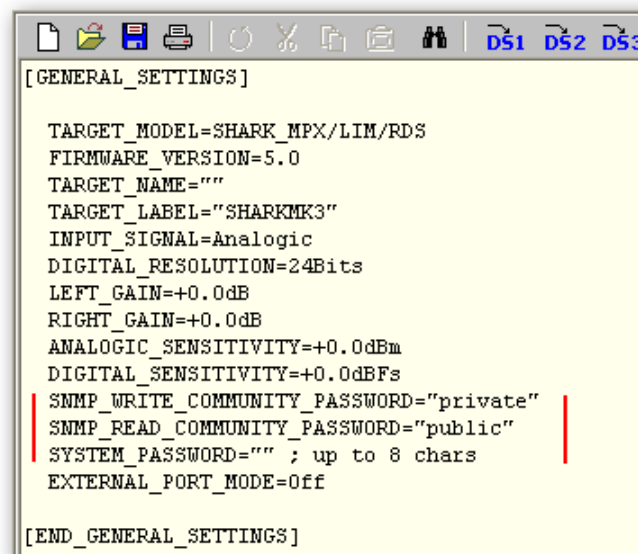 DS1 DS2 DS3
[GENERAL_SETTINGS]
TARGET_MODEL=SHARK_MPX/LIM/RDS
FIRMWARE_VERSION=5.0
TARGET_NAME=""
TARGET_LABEL="SHARKMK3"
INPUT_SIGNAL=Analogic
DIGITAL_RESOLUTION=24Bits
LEFT_GAIN=+0.0dB
RIGHT_GAIN=+0.0dB
ANALOGIC_SENSITIVITY=+0.0dBm
DIGITAL_SENSITIVITY=+0.0dBFs
SNMP_WRITE_COMMUNITY_PASSWORD="private"
SNMP_READ_COMMUNITY_PASSWORD="public"
SYSTEM_PASSWORD="" ; up to 8 chars
EXTERNAL_PORT_MODE=Off
[END_GENERAL_SETTINGS]